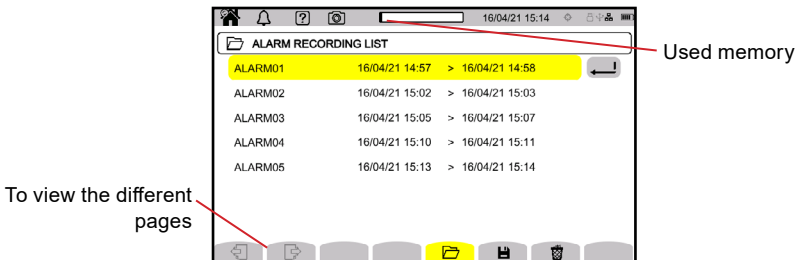 16/04/21 15:14
ALARM RECORDING LIST
Used memory
ALARM01 16/04/21 14:57 > 16/04/21 14:58
ALARM02 16/04/21 15:02 > 16/04/21 15:03
ALARM03 16/04/21 15:05 > 16/04/21 15:07
ALARM04 16/04/21 15:10 > 16/04/21 15:11
ALARM05 16/04/21 15:13 > 16/04/21 15:14
To view the different
pages